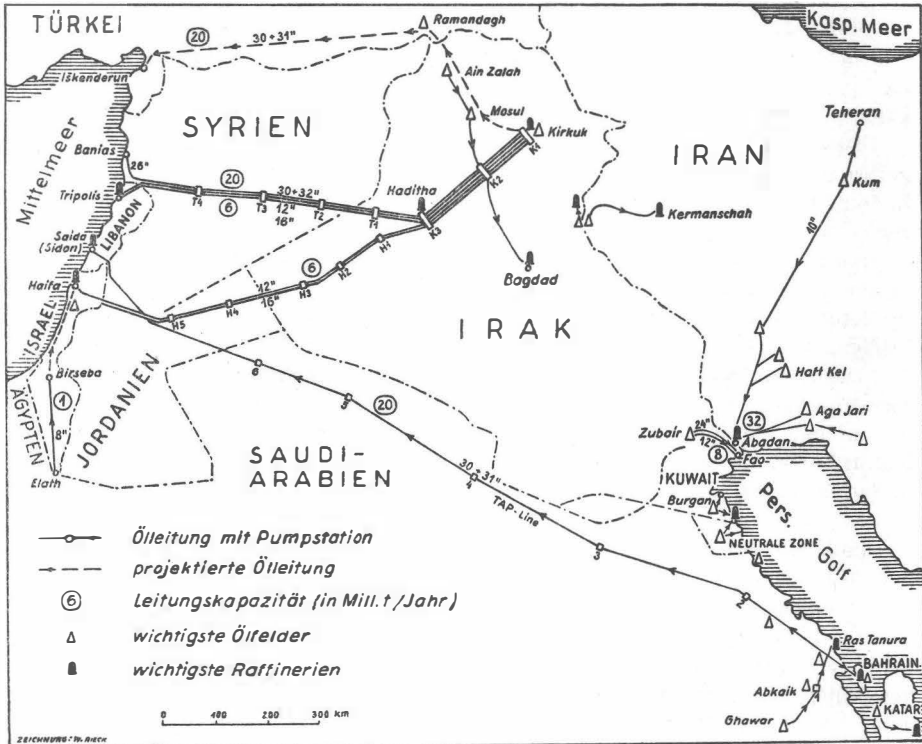 TÜRKEI
20
30 + 31"
Ramandagh
Kasp. Meer
Iskenderun
Ain Zalah
Mosul
Kirkuk
K1
Teheran
SYRIEN
IRAN
Banias
26"
Mittelmeer
Kum
20
30 + 32"
K2
Tripolis
T4
6
T3
12"
16"
T2
T1
Haditha
K3
Kermanschah
40"
LIBANON
Saida
(Sidon)
H1
H2
6
Bagdad
Haifa
12"
16"
H3
H4
H5
IRAK
ISRAEL
JORDANIEN
6
Birseba
5
20
Haft Kel
ÄGYPTEN
1
8"
Elath
Aga Jari
32
Zubair
24"
12"
8
Abadan
Fao
SAUDI-
ARABIEN
30 + 31"
4
TAP-Line
KUWAIT
Burgan
Pers.
Golf
NEUTRALE ZONE
3
2
Ras Tanura
BAHRAIN
Abkaik
1
Ghawar
KATAR
Ölleitung mit Pumpstation
projektierte Ölleitung
6 Leitungskapazität (in Mill. t/Jahr)
wichtigste Ölfelder
wichtigste Raffinerien
0 100 200 300 km
ZEICHNUNG: W. RIECK